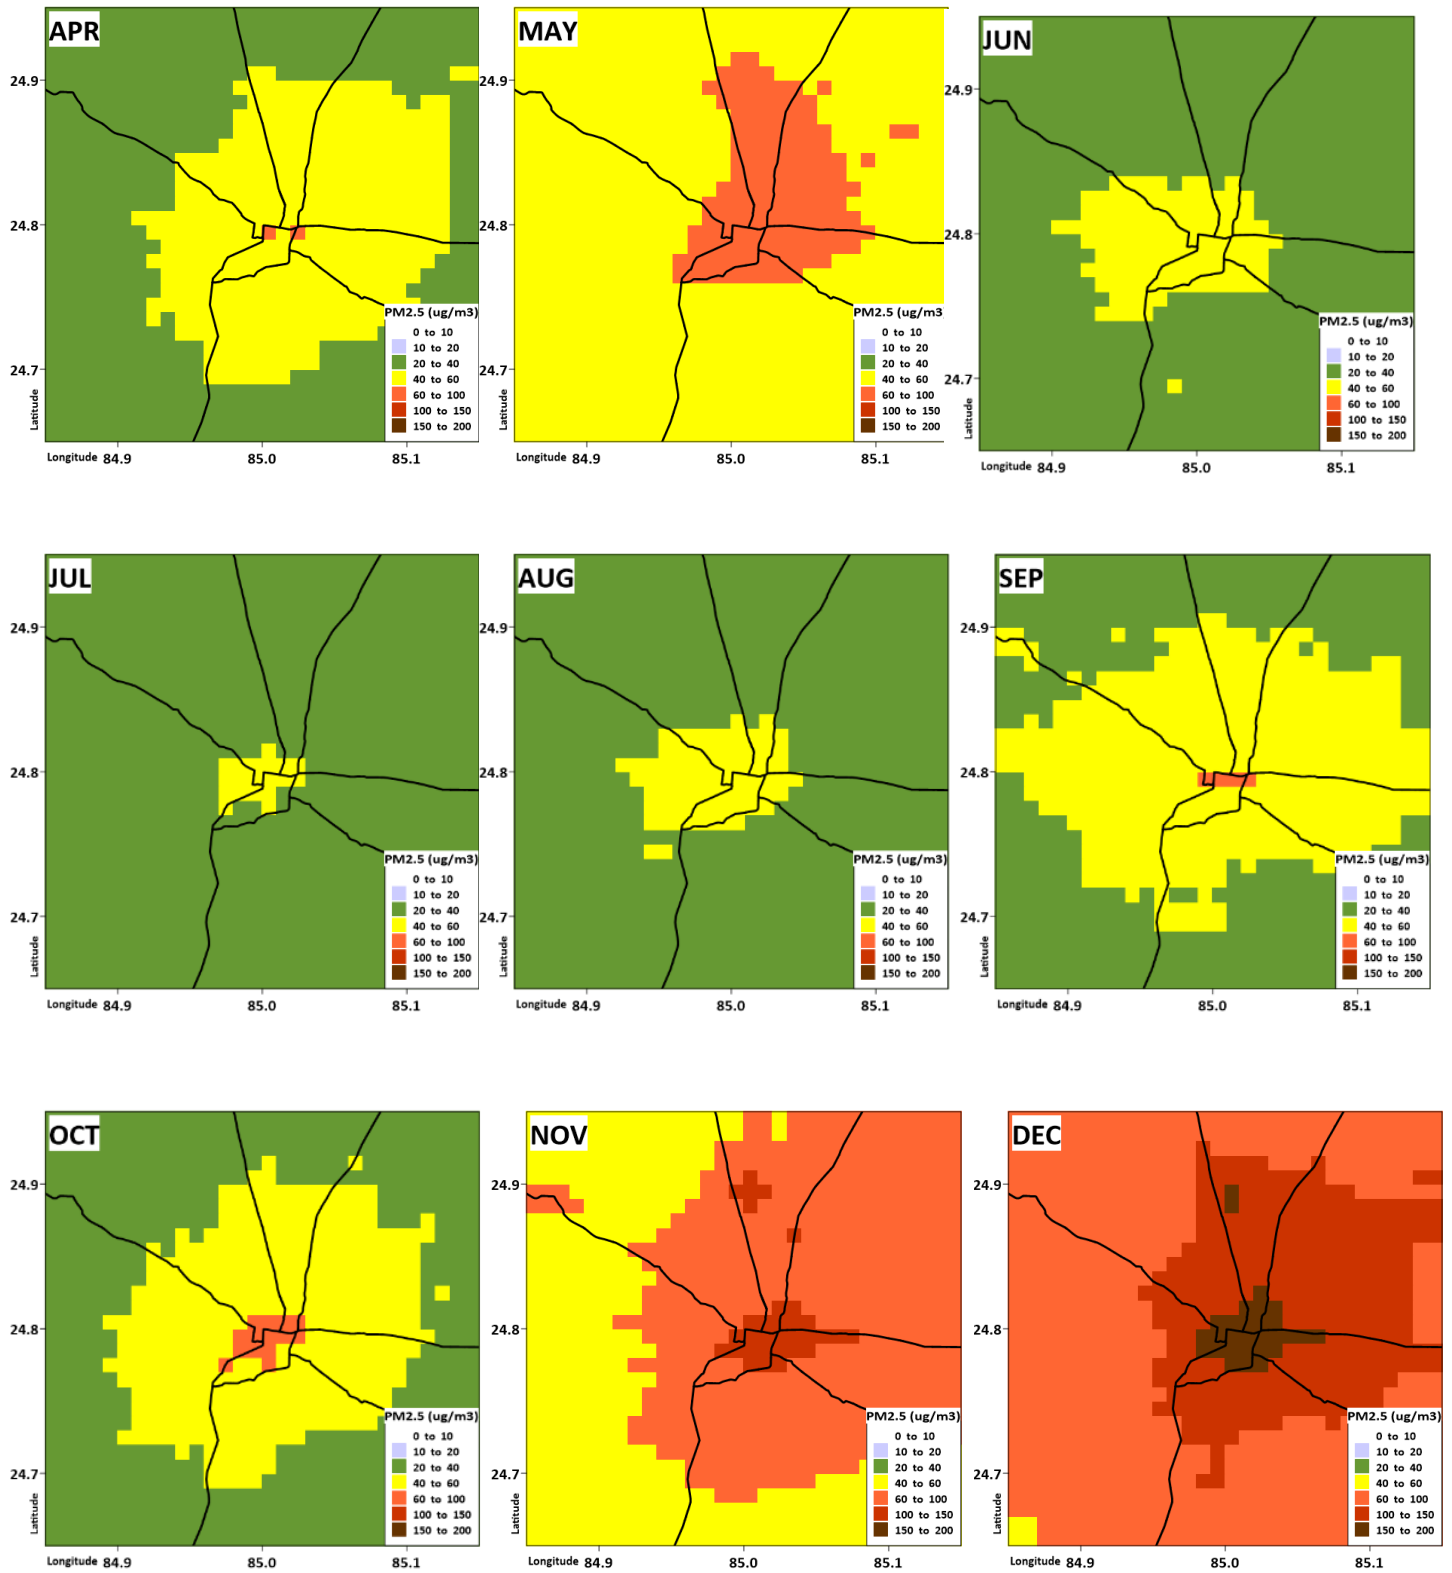 APR
24.9
24.8
24.7
Latitude
PM2.5 (ug/m3)
0 to 10
10 to 20
20 to 40
40 to 60
60 to 100
100 to 150
150 to 200
Longitude 84.9 85.0 85.1
MAY
24.9
24.8
24.7
Latitude
PM2.5 (ug/m3)
0 to 10
10 to 20
20 to 40
40 to 60
60 to 100
100 to 150
150 to 200
Longitude 84.9 85.0 85.1
JUN
24.9
24.8
24.7
Latitude
PM2.5 (ug/m3)
0 to 10
10 to 20
20 to 40
40 to 60
60 to 100
100 to 150
150 to 200
Longitude 84.9 85.0 85.1
JUL
24.9
24.8
24.7
Latitude
PM2.5 (ug/m3)
0 to 10
10 to 20
20 to 40
40 to 60
60 to 100
100 to 150
150 to 200
Longitude 84.9 85.0 85.1
AUG
24.9
24.8
24.7
Latitude
PM2.5 (ug/m3)
0 to 10
10 to 20
20 to 40
40 to 60
60 to 100
100 to 150
150 to 200
Longitude 84.9 85.0 85.1
SEP
24.9
24.8
24.7
Latitude
PM2.5 (ug/m3)
0 to 10
10 to 20
20 to 40
40 to 60
60 to 100
100 to 150
150 to 200
Longitude 84.9 85.0 85.1
OCT
24.9
24.8
24.7
Latitude
PM2.5 (ug/m3)
0 to 10
10 to 20
20 to 40
40 to 60
60 to 100
100 to 150
150 to 200
Longitude 84.9 85.0 85.1
NOV
24.9
24.8
24.7
Latitude
PM2.5 (ug/m3)
0 to 10
10 to 20
20 to 40
40 to 60
60 to 100
100 to 150
150 to 200
Longitude 84.9 85.0 85.1
DEC
24.9
24.8
24.7
Latitude
PM2.5 (ug/m3)
0 to 10
10 to 20
20 to 40
40 to 60
60 to 100
100 to 150
150 to 200
Longitude 84.9 85.0 85.1